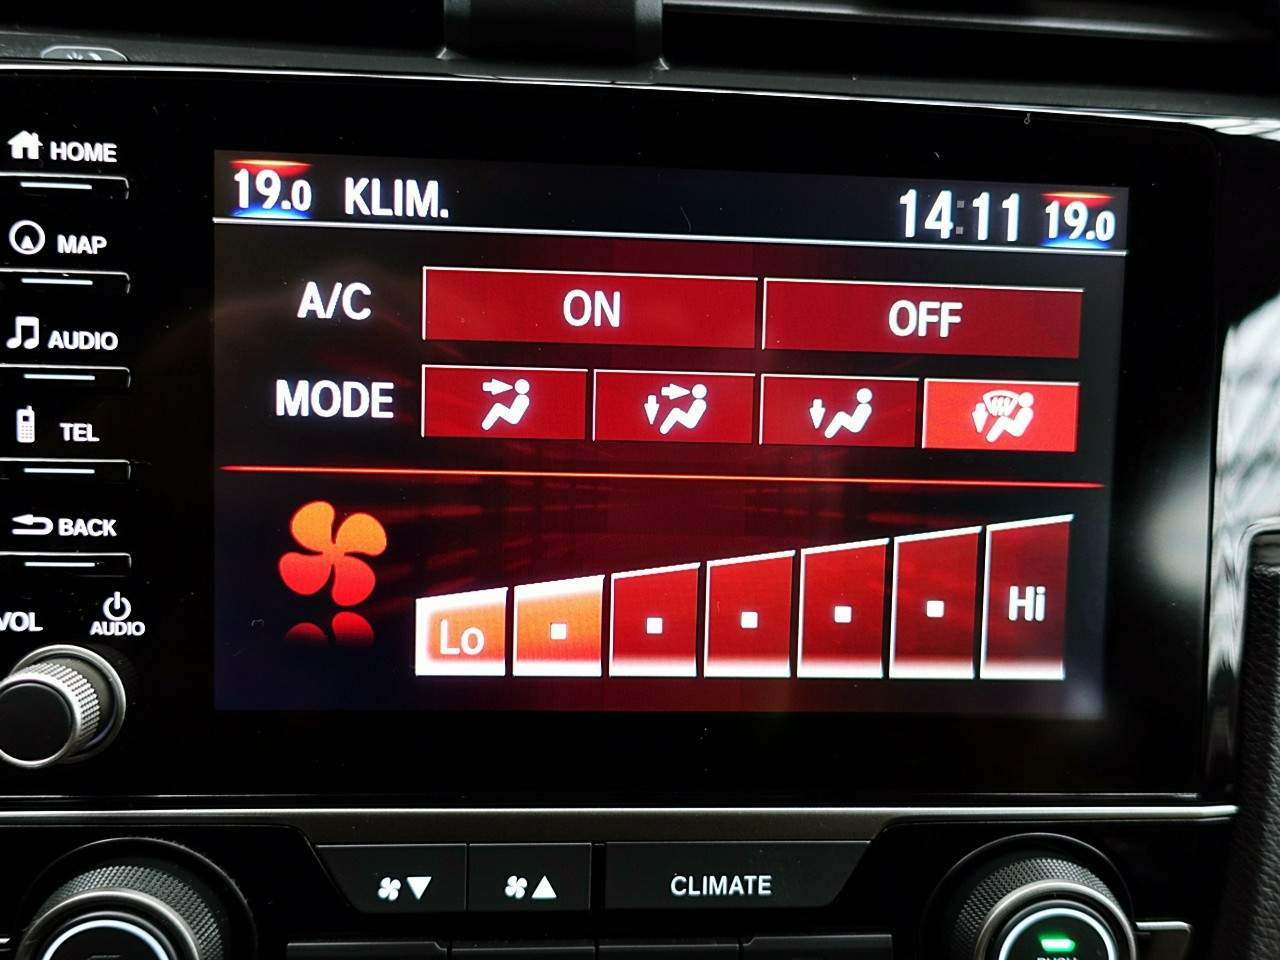 HOME
MAP
AUDIO
TEL
BACK
VOL
AUDIO
19.0 KLIM. 14:11 19.0
A/C ON OFF
MODE
Lo Hi
CLIMATE